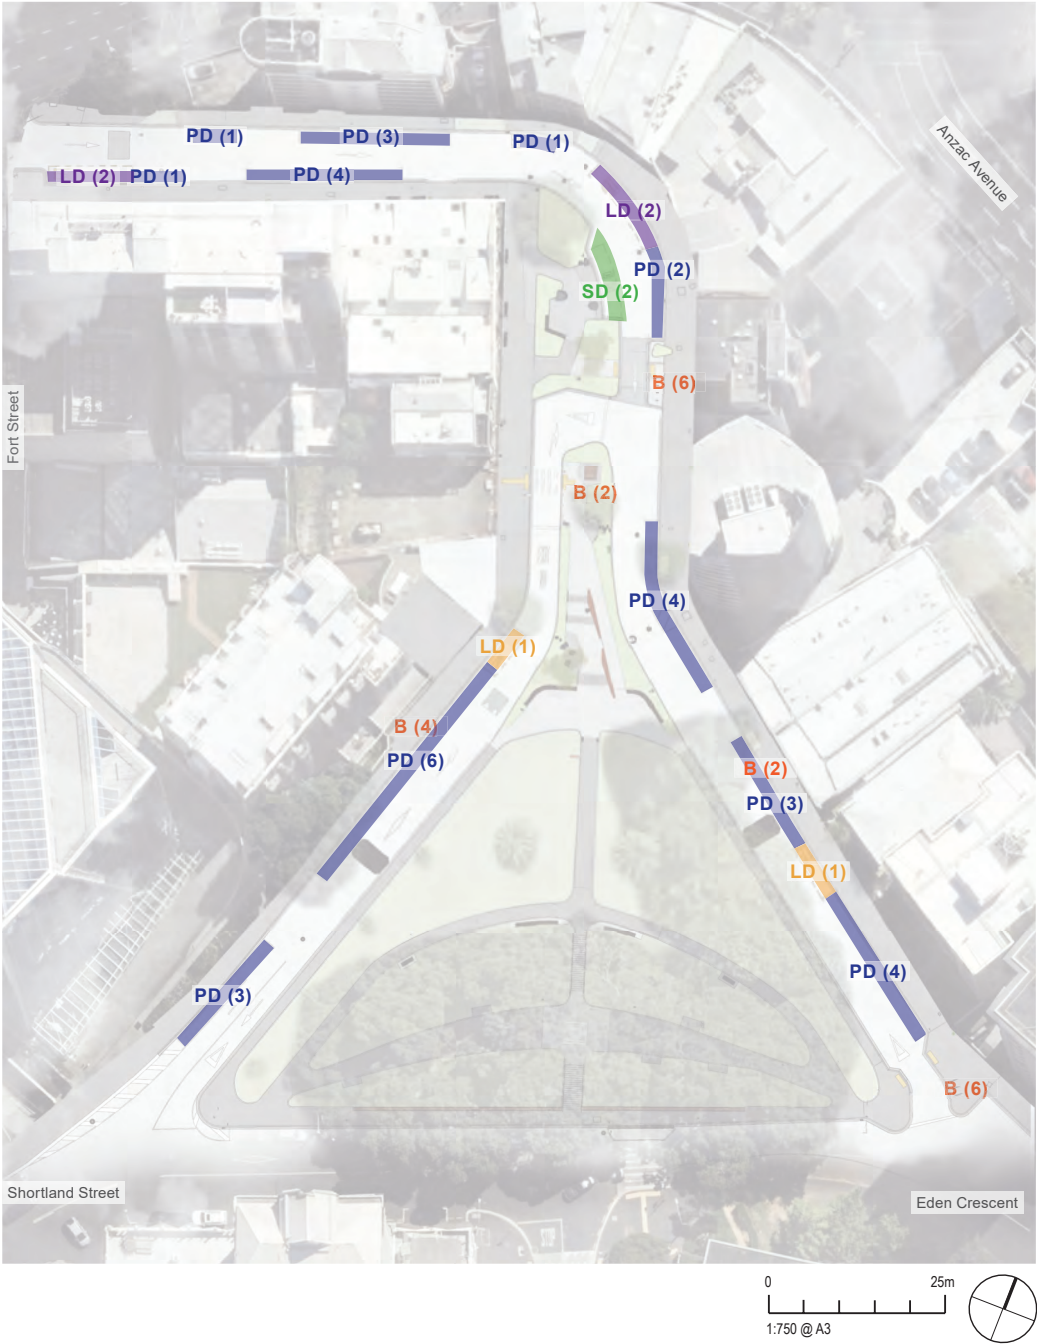 PD (1)
PD (3)
PD (1)
Anzac Avenue
LD (2)
PD (1)
PD (4)
LD (2)
PD (2)
SD (2)
B (6)
Fort Street
B (2)
PD (4)
LD (1)
B (4)
PD (6)
B (2)
PD (3)
LD (1)
PD (4)
PD (3)
B (6)
Shortland Street
Eden Crescent
0
25m
1:750 @ A3